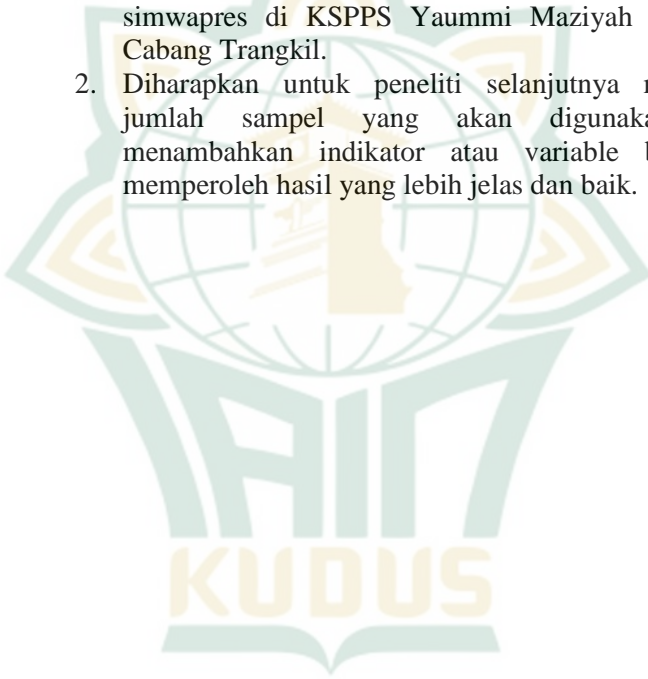 simwapres di KSPPS Yaummi Maziyah
Cabang Trangkil.
2. Diharapkan untuk peneliti selanjutnya
jumlah sampel yang akan
menambahkan indikator atau variable
memperoleh hasil yang lebih jelas dan baik.
IAIN
KUDUS